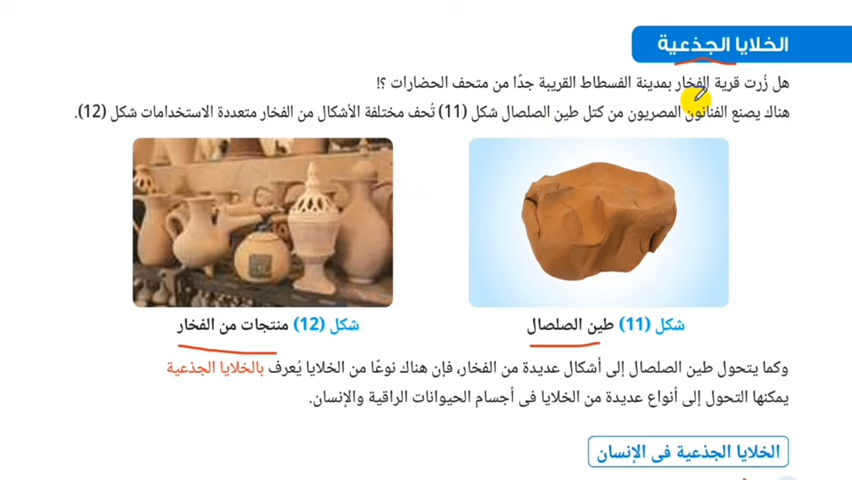 الخلايا الجذعية
هل زُرت قرية الفخار بمدينة الفسطاط القريبة جدًا من متحف الحضارات ؟!
هناك يصنع الفنانون المصريون من كتل طين الصلصال شكل (11) تُحف مختلفة الأشكال من الفخار متعددة الاستخدامات شكل (12).
شكل (11) طين الصلصال
شكل (12) منتجات من الفخار
وكما يتحول طين الصلصال إلى أشكال عديدة من الفخار، فإن هناك نوعًا من الخلايا يُعرف بالخلايا الجذعية
يمكنها التحول إلى أنواع عديدة من الخلايا فى أجسام الحيوانات الراقية والإنسان.
الخلايا الجذعية فى الإنسان